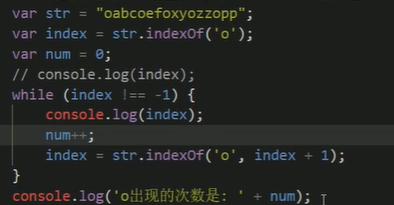 var str = "oabcoefoxyozzopp";
var index = str.indexOf('o');
var num = 0;
// console.log(index);
while (index !== -1) {
    console.log(index);
    num++;
    index = str.indexOf('o', index + 1);
}
console.log('o出现的次数是: ' + num);